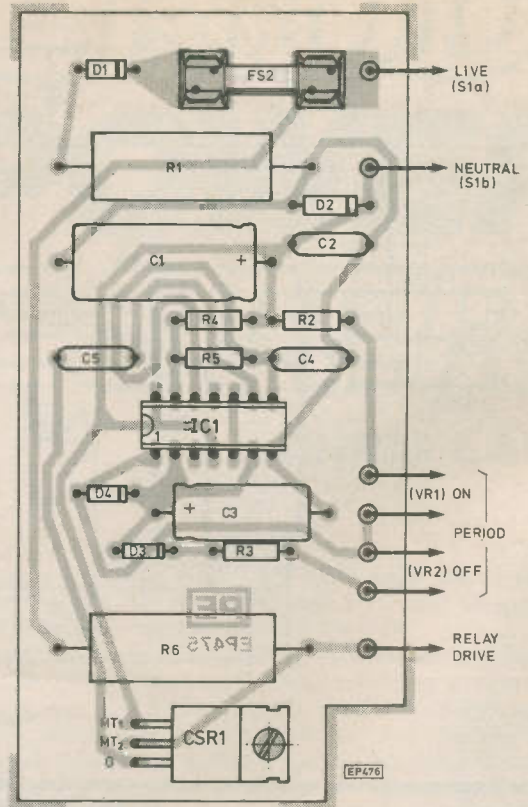 D1
FS2
LIVE
(S1a)
R1
NEUTRAL
(S1b)
D2
C2
C1
+
R4
R2
C5
R5
C4
1
IC1
D4
+
C3
(VR1) ON
PERIOD
D3
R3
(VR2) OFF
PE
EP475
R6
RELAY
DRIVE
MT1
MT2
CSR1
G
EP476